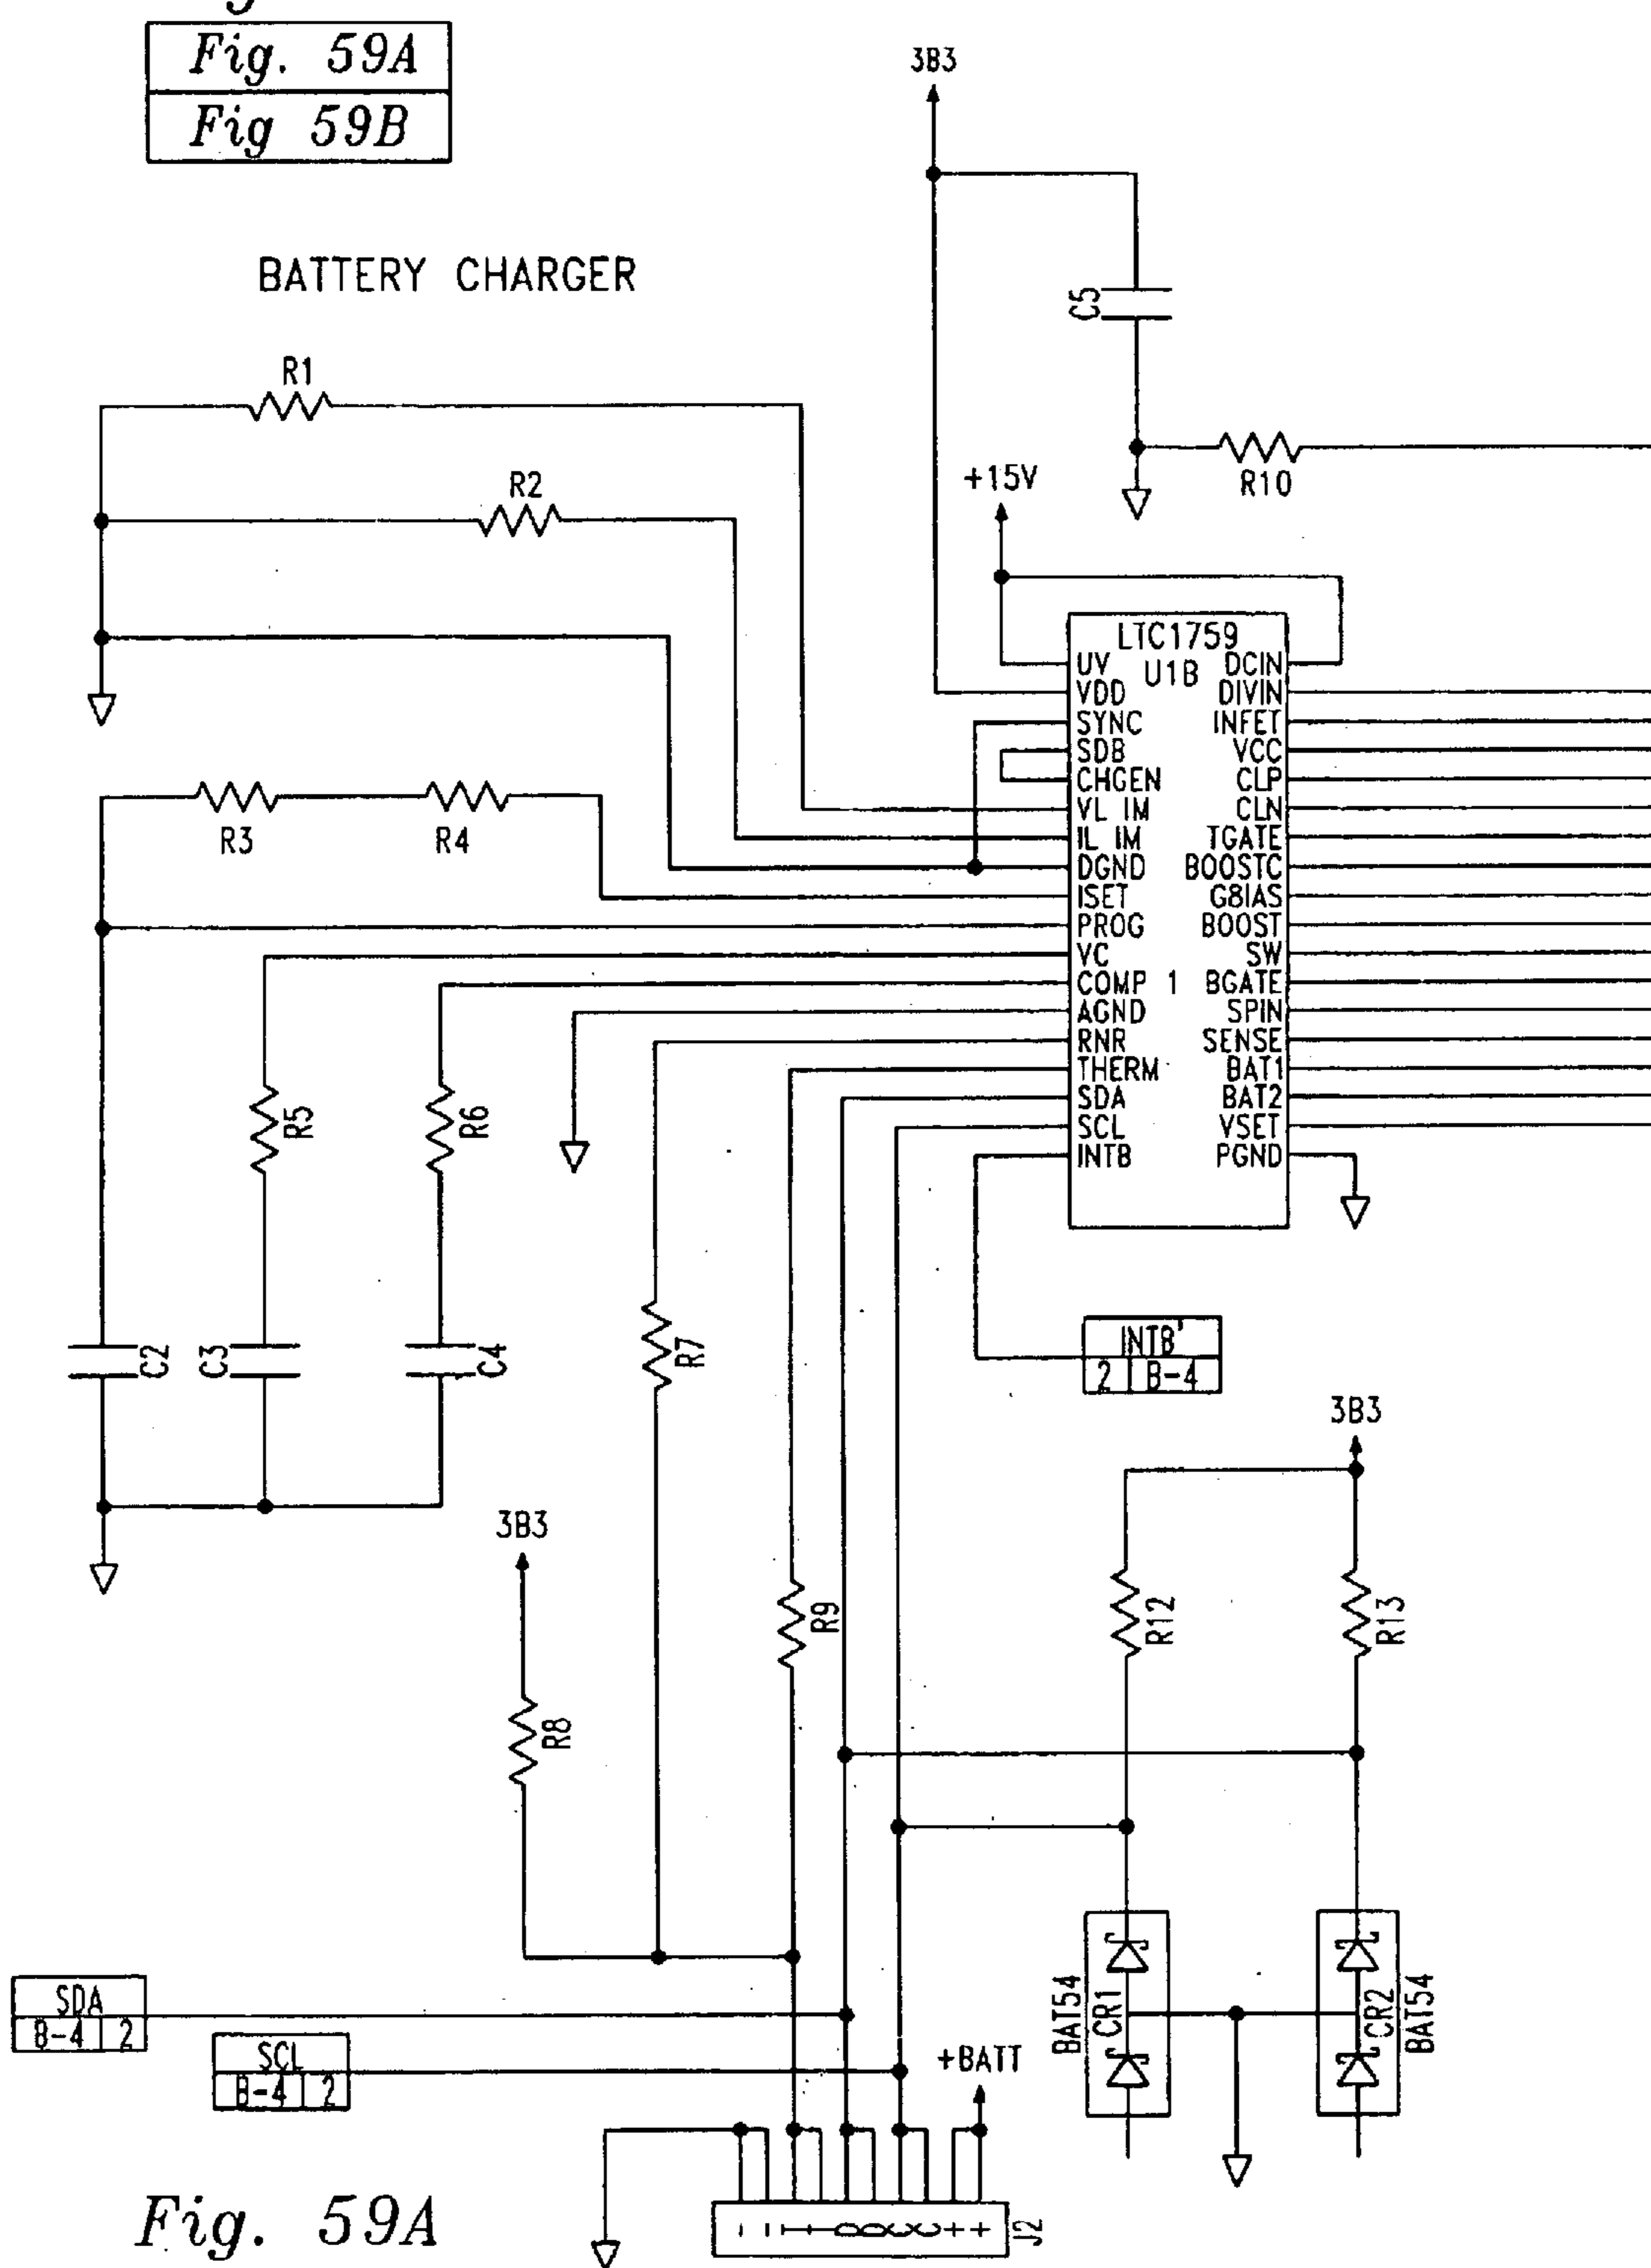 Fig. 59A
Fig 59B
3B3
BATTERY CHARGER
C5
R1
R10
+15V
R2
LTC1759
U1B
UV DCIN
VDD DIVIN
SYNC INFET
SDB VCC
CHGEN CLP
VL IM CLN
IL IM TGATE
DGND BOOSTC
ISET G8IAS
PROG BOOST
VC SW
COMP 1 BGATE
AGND SPIN
RNR SENSE
THERM BAT1
SDA BAT2
SCL VSET
INTB PGND
R3
R4
R5
R6
R7
C2
C3
C4
INTB'
2 B-4
3B3
3B3
R9
R12
R13
R8
SDA
B-4 2
SCL
B-4 2
+BATT
BAT54
CR1
CR2
BAT54
- - T T D D C C + +
J2
Fig. 59A